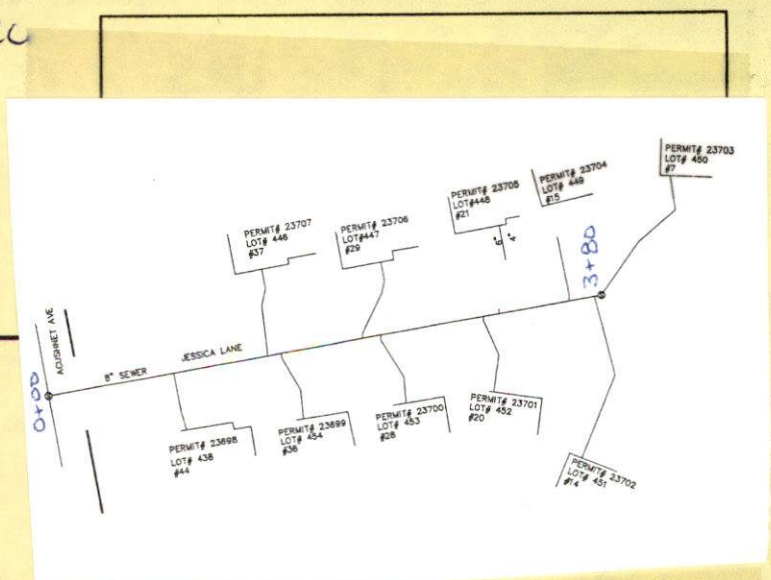 PERMIT# 23703
LOT# 450
#7
PERMIT# 23704
LOT# 449
#15
PERMIT# 23705
LOT#448
#21
6"
4"
PERMIT# 23706
LOT#447
#29
PERMIT# 23707
LOT# 446
#37
3+80
ACUSHNET AVE
JESSICA LANE
8" SEWER
0+00
PERMIT# 23698
LOT# 438
#44
PERMIT# 23699
LOT# 454
#36
PERMIT# 23700
LOT# 453
#28
PERMIT# 23701
LOT# 452
#20
PERMIT# 23702
LOT# 451
#14